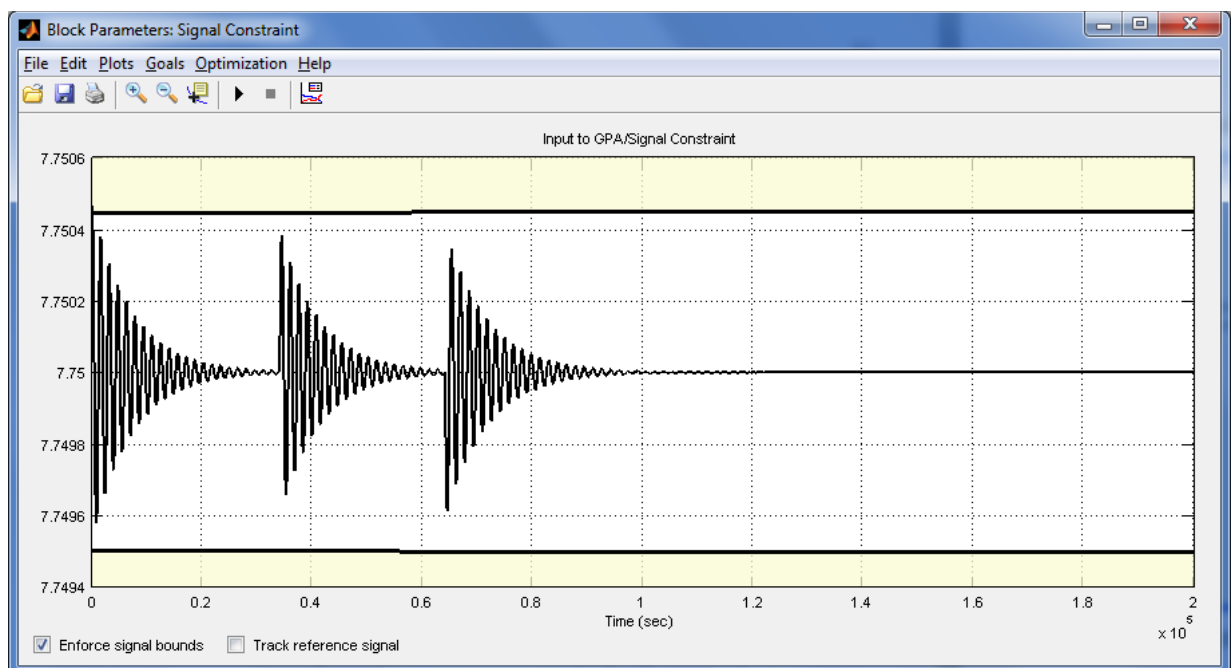 Block Parameters: Signal Constraint
File Edit Plots Goals Optimization Help
Input to GPA/Signal Constraint
7.7506
7.7504
7.7502
7.75
7.7498
7.7496
7.7494
0 0.2 0.4 0.6 0.8 1 1.2 1.4 1.6 1.8 2
Time (sec)
x 10^5
Enforce signal bounds Track reference signal